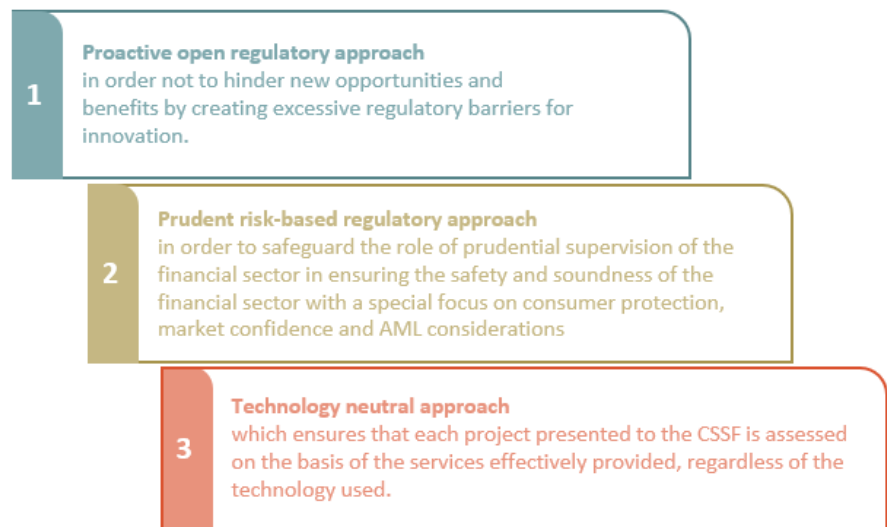 1
Proactive open regulatory approach
in order not to hinder new opportunities and
benefits by creating excessive regulatory barriers for
innovation.
2
Prudent risk-based regulatory approach
in order to safeguard the role of prudential supervision of the
financial sector in ensuring the safety and soundness of the
financial sector with a special focus on consumer protection,
market confidence and AML considerations
3
Technology neutral approach
which ensures that each project presented to the CSSF is assessed
on the basis of the services effectively provided, regardless of the
technology used.